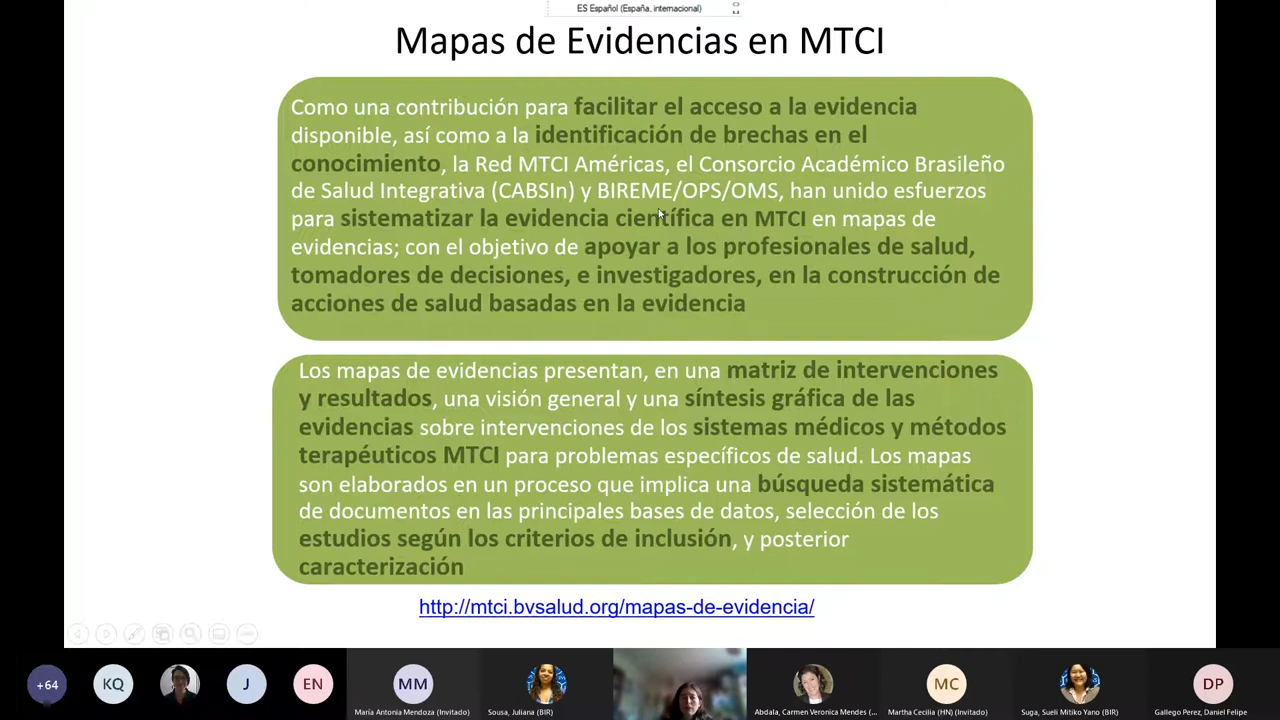 ES Español (España, internacional)
Mapas de Evidencias en MTCI
Como una contribución para facilitar el acceso a la evidencia
disponible, así como a la identificación de brechas en el
conocimiento, la Red MTCI Américas, el Consorcio Académico Brasileño
de Salud Integrativa (CABSIn) y BIREME/OPS/OMS, han unido esfuerzos
para sistematizar la evidencia científica en MTCI en mapas de
evidencias; con el objetivo de apoyar a los profesionales de salud,
tomadores de decisiones, e investigadores, en la construcción de
acciones de salud basadas en la evidencia
Los mapas de evidencias presentan, en una matriz de intervenciones
y resultados, una visión general y una síntesis gráfica de las
evidencias sobre intervenciones de los sistemas médicos y métodos
terapéuticos MTCI para problemas específicos de salud. Los mapas
son elaborados en un proceso que implica una búsqueda sistemática
de documentos en las principales bases de datos, selección de los
estudios según los criterios de inclusión, y posterior
caracterización
http://mtci.bvsalud.org/mapas-de-evidencia/
+64
KQ
J
EN
MM
MC
DP
María Antonia Mendoza (Invitado)
Sousa, Juliana (BIR)
Abdala, Carmen Veronica Mendes (...
Martha Cecilia (HN) (Invitado)
Suga, Sueli Mitiko Yano (BIR)
Gallego Perez, Daniel Felipe